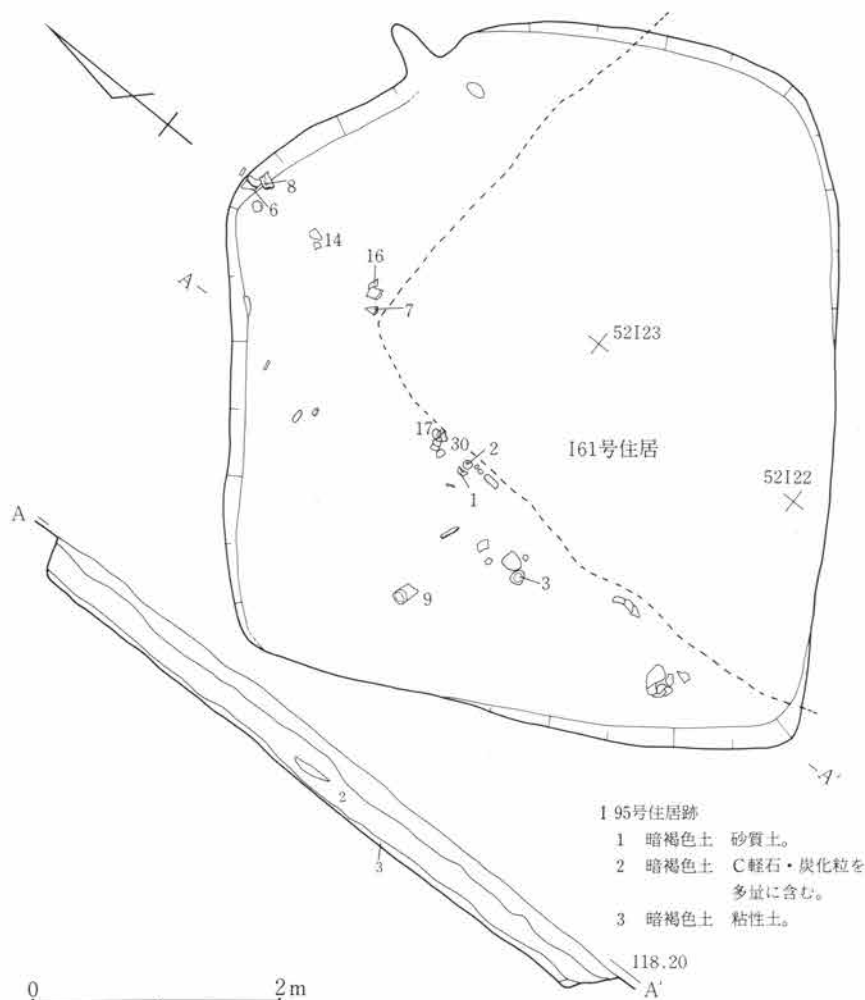 8
6
14
16
A
7
52I23
17
30
2
I61号住居
1
52I22
A
3
9
A'
2
I 95号住居跡
1 暗褐色土 砂質土。
2 暗褐色土 C軽石・炭化粒を
多量に含む。
3 暗褐色土 粘性土。
3
118.20
A'
0 2m